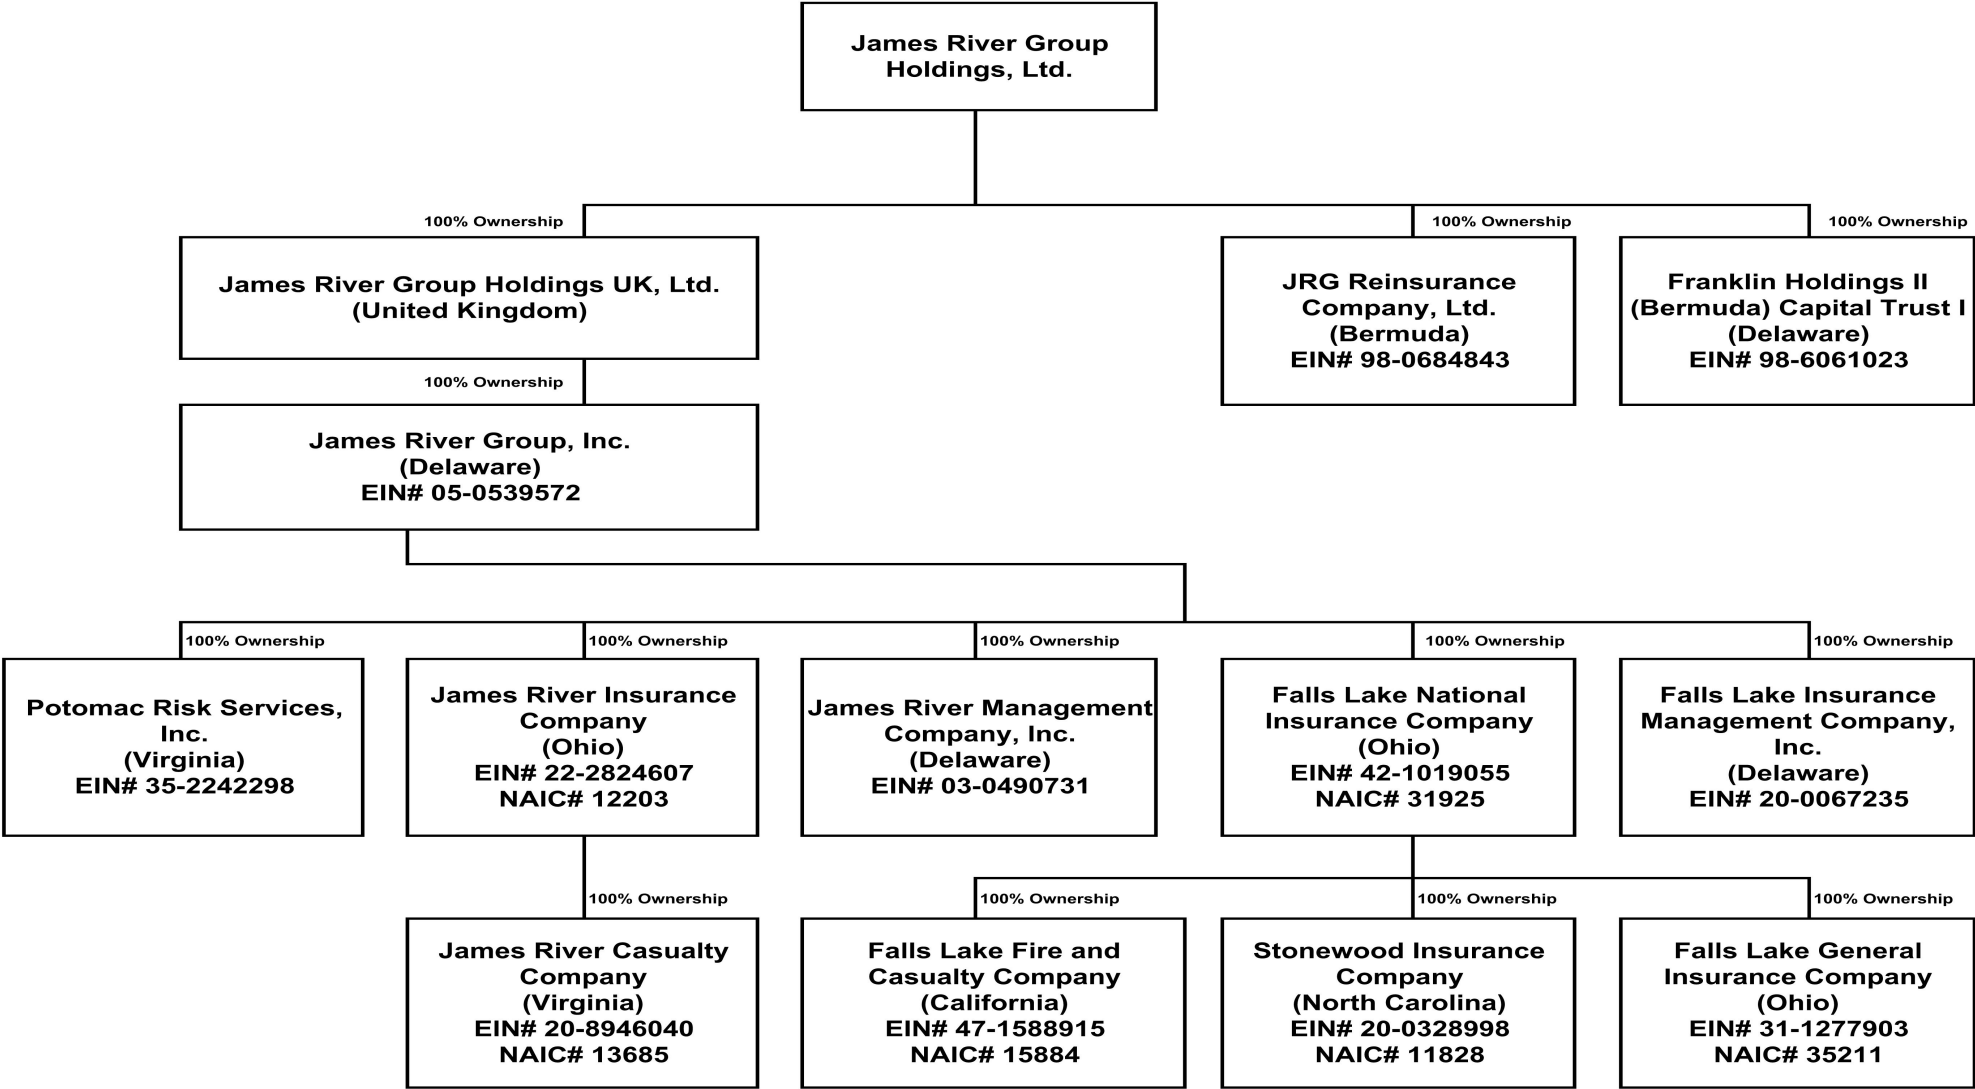 James River Group
Holdings, Ltd.
100% Ownership
100% Ownership
100% Ownership
James River Group Holdings UK, Ltd.
(United Kingdom)
JRG Reinsurance
Company, Ltd.
(Bermuda)
EIN# 98-0684843
Franklin Holdings II
(Bermuda) Capital Trust I
(Delaware)
EIN# 98-6061023
100% Ownership
James River Group, Inc.
(Delaware)
EIN# 05-0539572
100% Ownership
100% Ownership
100% Ownership
100% Ownership
100% Ownership
Potomac Risk Services,
Inc.
(Virginia)
EIN# 35-2242298
James River Insurance
Company
(Ohio)
EIN# 22-2824607
NAIC# 12203
James River Management
Company, Inc.
(Delaware)
EIN# 03-0490731
Falls Lake National
Insurance Company
(Ohio)
EIN# 42-1019055
NAIC# 31925
Falls Lake Insurance
Management Company,
Inc.
(Delaware)
EIN# 20-0067235
100% Ownership
100% Ownership
100% Ownership
100% Ownership
James River Casualty
Company
(Virginia)
EIN# 20-8946040
NAIC# 13685
Falls Lake Fire and
Casualty Company
(California)
EIN# 47-1588915
NAIC# 15884
Stonewood Insurance
Company
(North Carolina)
EIN# 20-0328998
NAIC# 11828
Falls Lake General
Insurance Company
(Ohio)
EIN# 31-1277903
NAIC# 35211